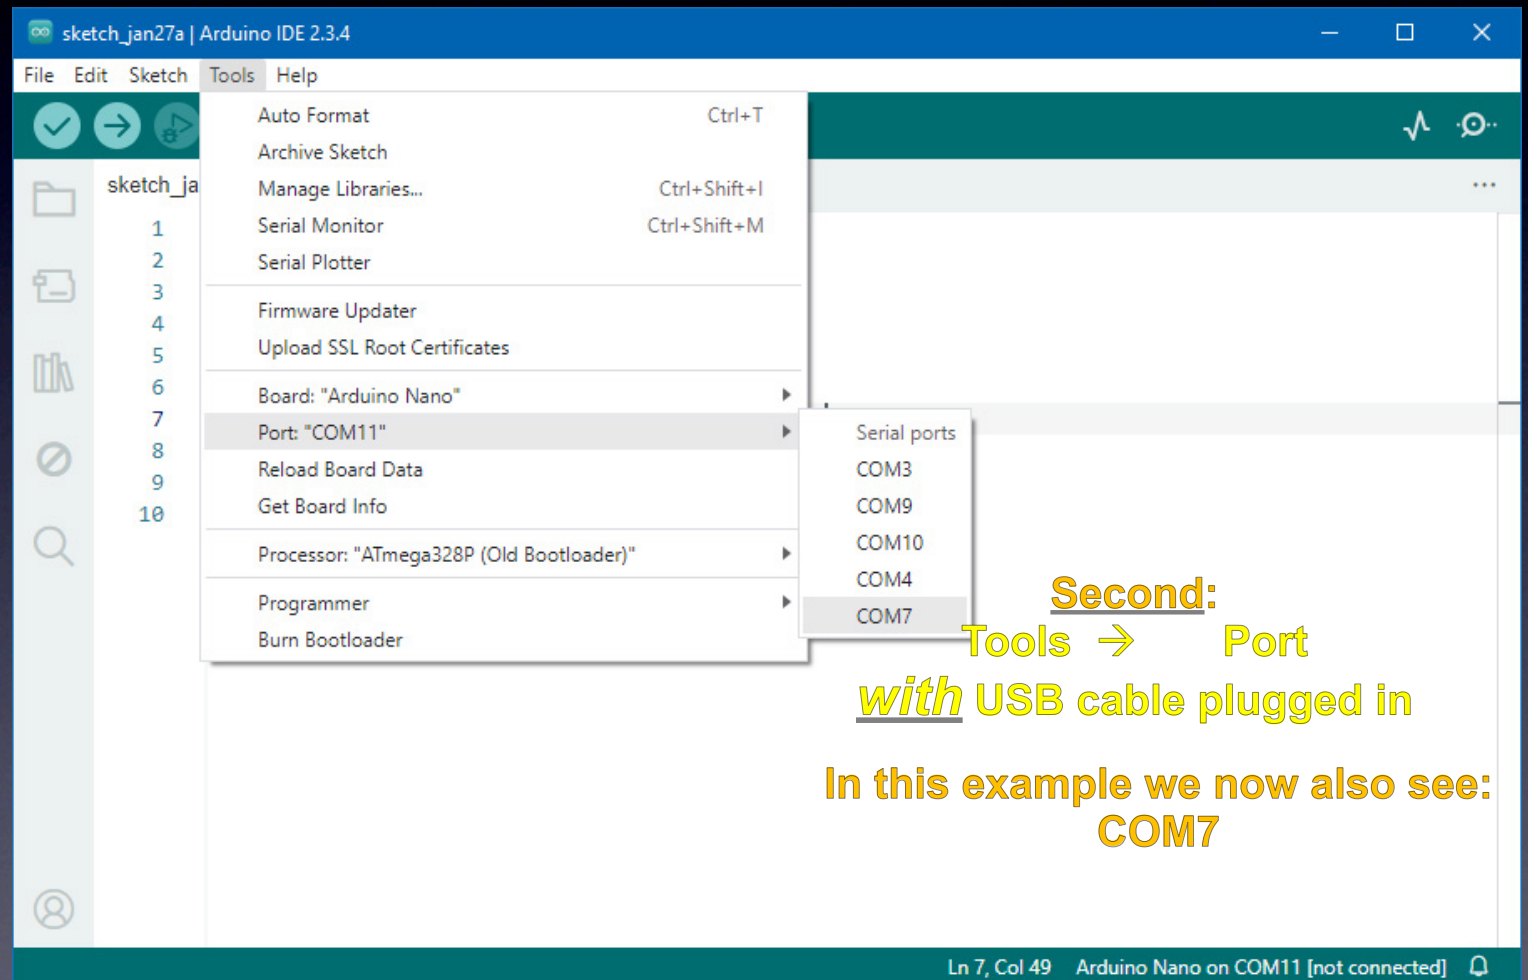 sketch_jan27a | Arduino IDE 2.3.4
File Edit Sketch Tools Help
sketch_ja
1
2
3
4
5
6
7
8
9
10
Auto Format Ctrl+T
Archive Sketch
Manage Libraries... Ctrl+Shift+I
Serial Monitor Ctrl+Shift+M
Serial Plotter
Firmware Updater
Upload SSL Root Certificates
Board: "Arduino Nano"
Port: "COM11"
Reload Board Data
Get Board Info
Processor: "ATmega328P (Old Bootloader)"
Programmer
Burn Bootloader
Serial ports
COM3
COM9
COM10
COM4
COM7
Second:
Tools → Port
with USB cable plugged in
In this example we now also see:
COM7
Ln 7, Col 49 Arduino Nano on COM11 [not connected]